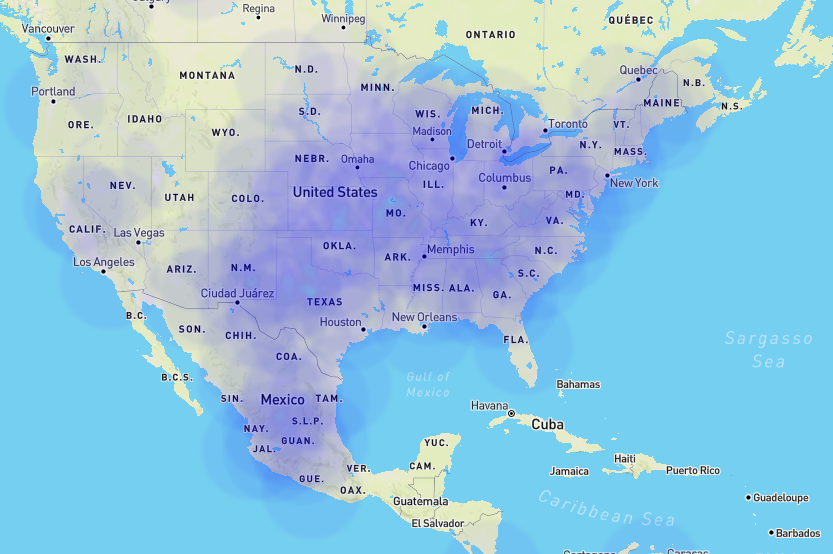 Regina
Winnipeg
Vancouver
QUÉBEC
ONTARIO
WASH.
MONTANA
N.D.
MINN.
Quebec
N.B.
Portland
MAINE
N.S.
ORE.
IDAHO
S.D.
WIS.
MICH.
Toronto
VT.
WYO.
Madison
Detroit
N.Y.
MASS.
NEBR.
Omaha
Chicago
PA.
NEV.
United States
ILL.
Columbus
New York
UTAH
COLO.
MD.
MO.
KY.
VA.
CALIF.
Las Vegas
OKLA.
Memphis
N.C.
Los Angeles
ARIZ.
N.M.
ARK.
S.C.
Ciudad Juárez
TEXAS
MISS.
ALA.
GA.
B.C.
SON.
CHIH.
Houston
New Orleans
FLA.
COA.
Sargasso
Sea
B.C.S.
Gulf of
Mexico
Bahamas
SIN.
Mexico
TAM.
Havana
Cuba
NAY.
S.L.P.
JAL.
GUAN.
YUC.
Haiti
VER.
CAM.
Jamaica
Puerto Rico
GUE.
OAX.
Guatemala
Guadeloupe
El Salvador
Caribbean Sea
Barbados